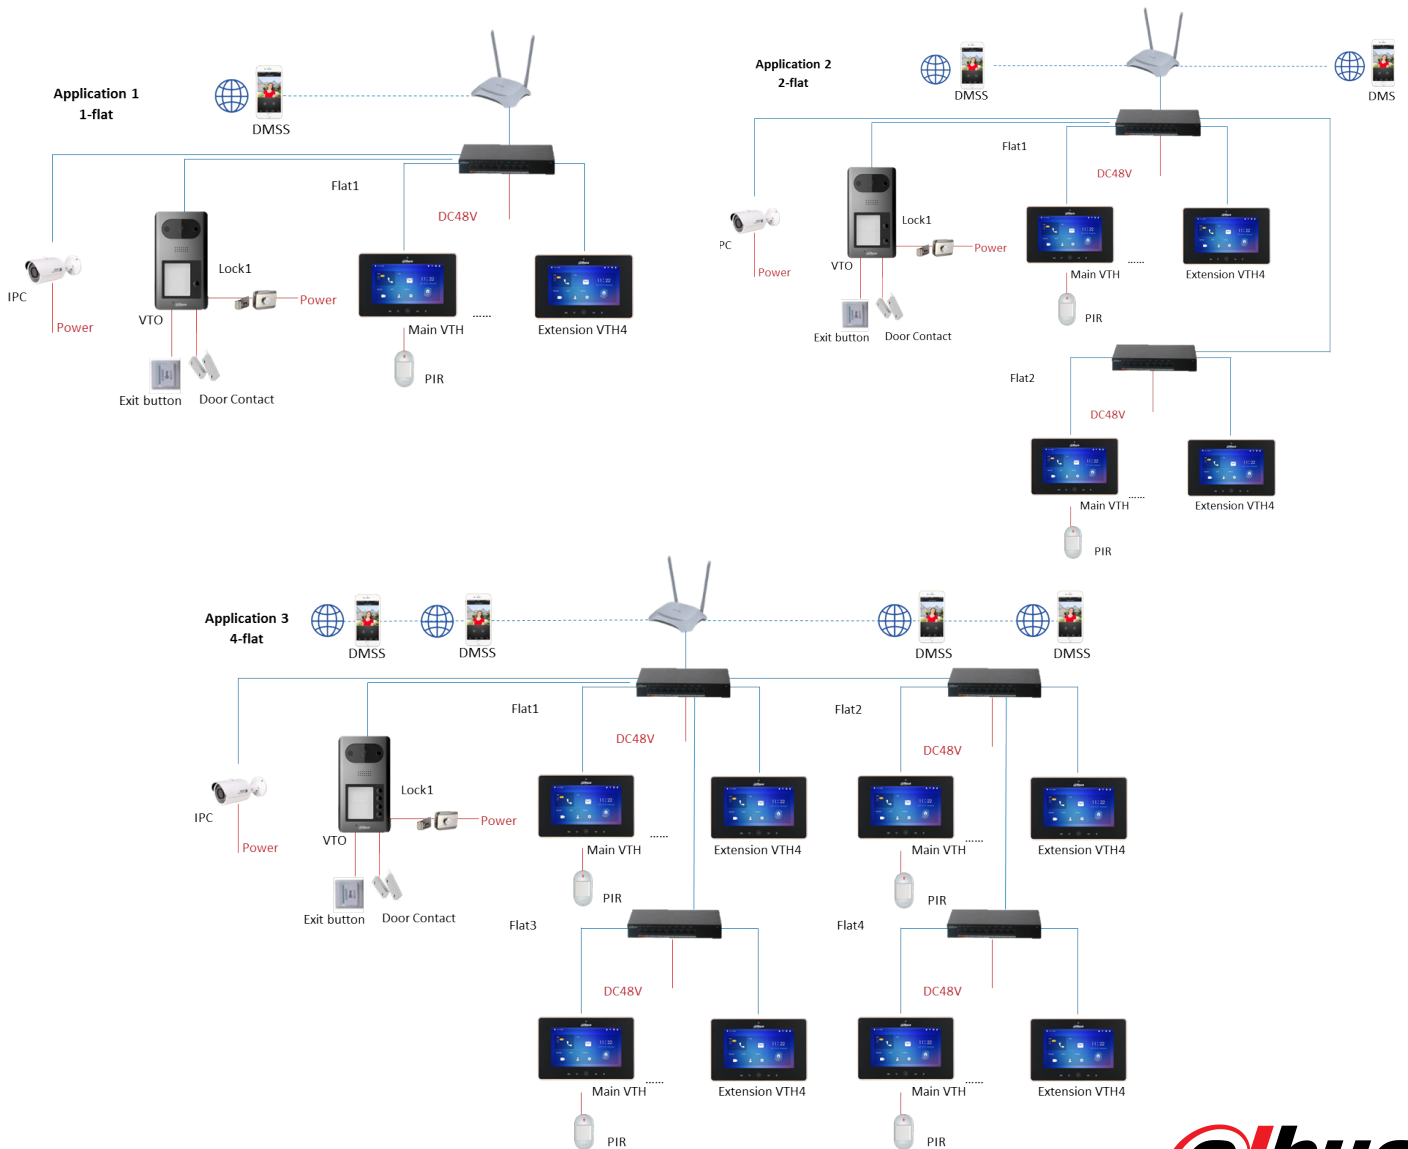 Application 1
1-flat
DMSS
Flat1
DC48V
Lock1
IPC
Power
VTO
Power
Main VTH
......
Extension VTH4
PIR
Exit button
Door Contact
Application 2
2-flat
DMSS
DMS
Flat1
DC48V
Lock1
PC
Power
VTO
Power
Main VTH
......
Extension VTH4
PIR
Exit button
Door Contact
Flat2
DC48V
......
Main VTH
Extension VTH4
PIR
Application 3
4-flat
DMSS
DMSS
DMSS
DMSS
Flat1
Flat2
DC48V
DC48V
Lock1
IPC
Power
VTO
Power
......
Main VTH
Extension VTH4
......
Main VTH
Extension VTH4
PIR
PIR
Exit button
Door Contact
Flat3
Flat4
DC48V
DC48V
......
Main VTH
Extension VTH4
......
Main VTH
Extension VTH4
PIR
PIR